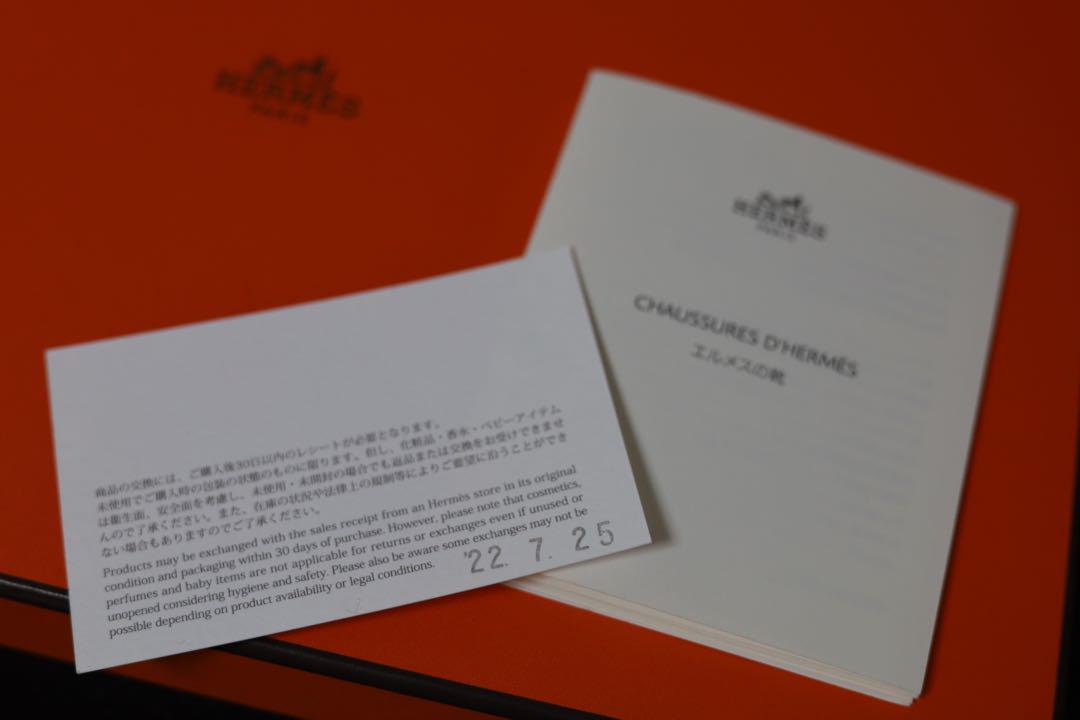 HERMÈS
PARIS
HERMÈS
PARIS
CHAUSSURES D'HERMÈS
エルメスの靴
商品の交換には、ご購入後30日以内のレシートが必要となります。
未使用でご購入時の包装の状態のものに限ります。但し、化粧品・香水・ベビーアイテム
は衛生面、安全面を考慮し、未使用・未開封の場合でも返品または交換をお受けできませ
んので了承ください。また、在庫の状況や法律上の規制等によりご要望に沿うことができ
ない場合もありますのでご了承ください。
Products may be exchanged with the sales receipt from an Hermès store in its original
condition and packaging within 30 days of purchase. However, please note that cosmetics,
perfumes and baby items are not applicable for returns or exchanges even if unused or
unopened considering hygiene and safety. Please also be aware some exchanges may not be
possible depending on product availability or legal conditions.
'22. 7. 25